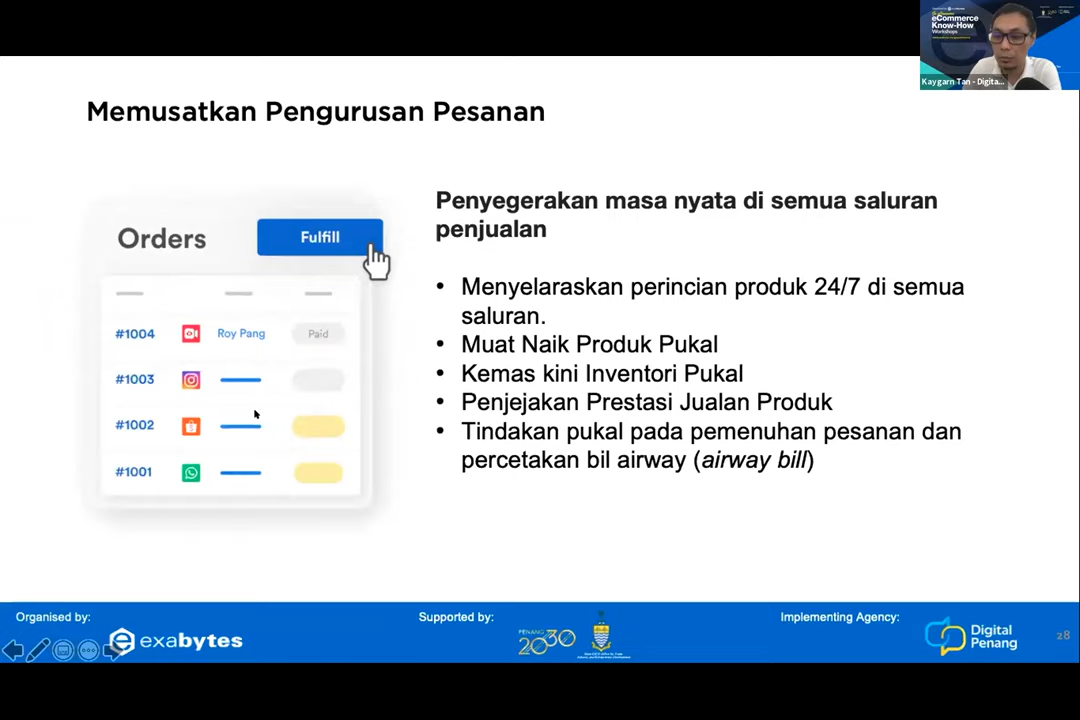 eCommerce
Know-How
Workshops
Kaygarn Tan - Digita...
Memusatkan Pengurusan Pesanan
Orders
Fulfill
#1004
Roy Pang
Paid
#1003
#1002
#1001
Penyegerakan masa nyata di semua saluran
penjualan
• Menyelaraskan perincian produk 24/7 di semua
saluran.
• Muat Naik Produk Pukal
• Kemas kini Inventori Pukal
• Penjejakan Prestasi Jualan Produk
• Tindakan pukal pada pemenuhan pesanan dan
percetakan bil airway (airway bill)
Organised by:
exabytes
Supported by:
PENANG
2030
Implementing Agency:
Digital
Penang
28